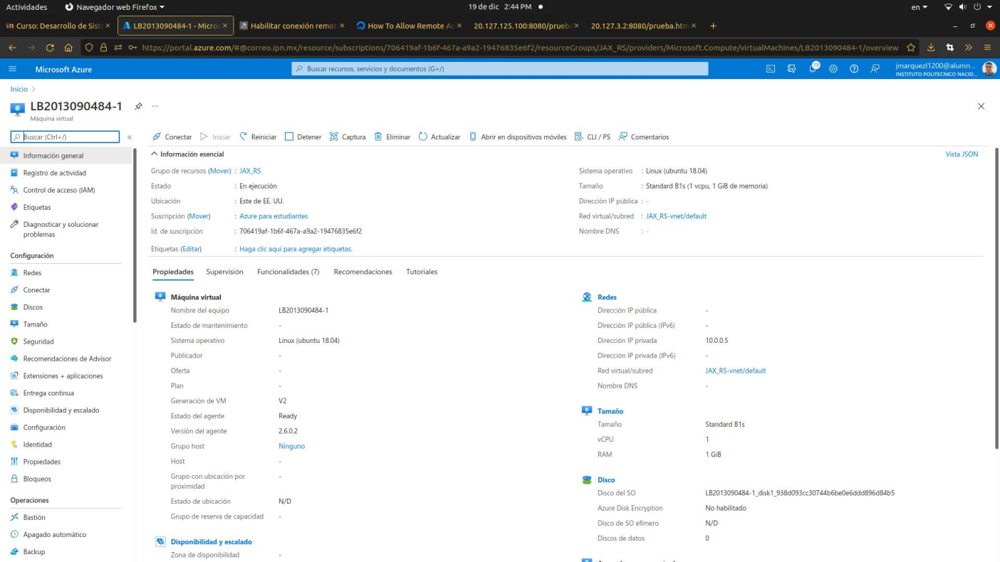 Actividades
Navegador web Firefox
19 de dic 2:44 PM
en
Curso: Desarrollo de Sist
LB2013090484-1 - Micros
Habilitar conexión remot
How To Allow Remote Ac
20.127.125.100:8080/prueba
20.127.3.2:8080/prueba.htm
https://portal.azure.com/#@correo.ipn.mx/resource/subscriptions/706419af-1b6f-467a-a9a2-19476835e6f2/resourceGroups/JAX_RS/providers/Microsoft.Compute/virtualMachines/LB2013090484-1/overview
Microsoft Azure
Buscar recursos, servicios y documentos (G+/)
19
jmarquezl1200@alumn...
INSTITUTO POLITECNICO NACIO...
Inicio >
LB2013090484-1
Máquina virtual
Buscar (Ctrl+/)
Conectar Iniciar Reiniciar Detener Captura Eliminar Actualizar Abrir en dispositivos móviles CLI / PS Comentarios
Información general
Registro de actividad
Control de acceso (IAM)
Etiquetas
Diagnosticar y solucionar
problemas
Configuración
Redes
Conectar
Discos
Tamaño
Seguridad
Recomendaciones de Advisor
Extensiones + aplicaciones
Entrega continua
Disponibilidad y escalado
Configuración
Identidad
Propiedades
Bloqueos
Operaciones
Bastión
Apagado automático
Backup
Información esencial
Vista JSON
Grupo de recursos (Mover) : JAX_RS
Estado : En ejecución
Ubicación : Este de EE. UU.
Suscripción (Mover) : Azure para estudiantes
Id. de suscripción : 706419af-1b6f-467a-a9a2-19476835e6f2
Etiquetas (Editar) : Haga clic aquí para agregar etiquetas.
Sistema operativo : Linux (ubuntu 18.04)
Tamaño : Standard B1s (1 vcpu, 1 GiB de memoria)
Dirección IP pública : -
Red virtual/subred : JAX_RS-vnet/default
Nombre DNS : -
Propiedades Supervisión Funcionalidades (7) Recomendaciones Tutoriales
Máquina virtual
Nombre del equipo LB2013090484-1
Estado de mantenimiento -
Sistema operativo Linux (ubuntu 18.04)
Publicador -
Oferta -
Plan -
Generación de VM V2
Estado del agente Ready
Versión del agente 2.6.0.2
Grupo host Ninguno
Host -
Grupo con ubicación por -
proximidad
Estado de ubicación N/D
Grupo de reserva de capacidad -
Disponibilidad y escalado
Zona de disponibilidad -
Redes
Dirección IP pública -
Dirección IP pública (IPv6) -
Dirección IP privada 10.0.0.5
Dirección IP privada (IPv6) -
Red virtual/subred JAX_RS-vnet/default
Nombre DNS -
Tamaño
Tamaño Standard B1s
vCPU 1
RAM 1 GiB
Disco
Disco del SO LB2013090484-1_disk1_938d093cc30744b6be0e6ddd896d84b5
Azure Disk Encryption No habilitado
Disco de SO efímero N/D
Discos de datos 0